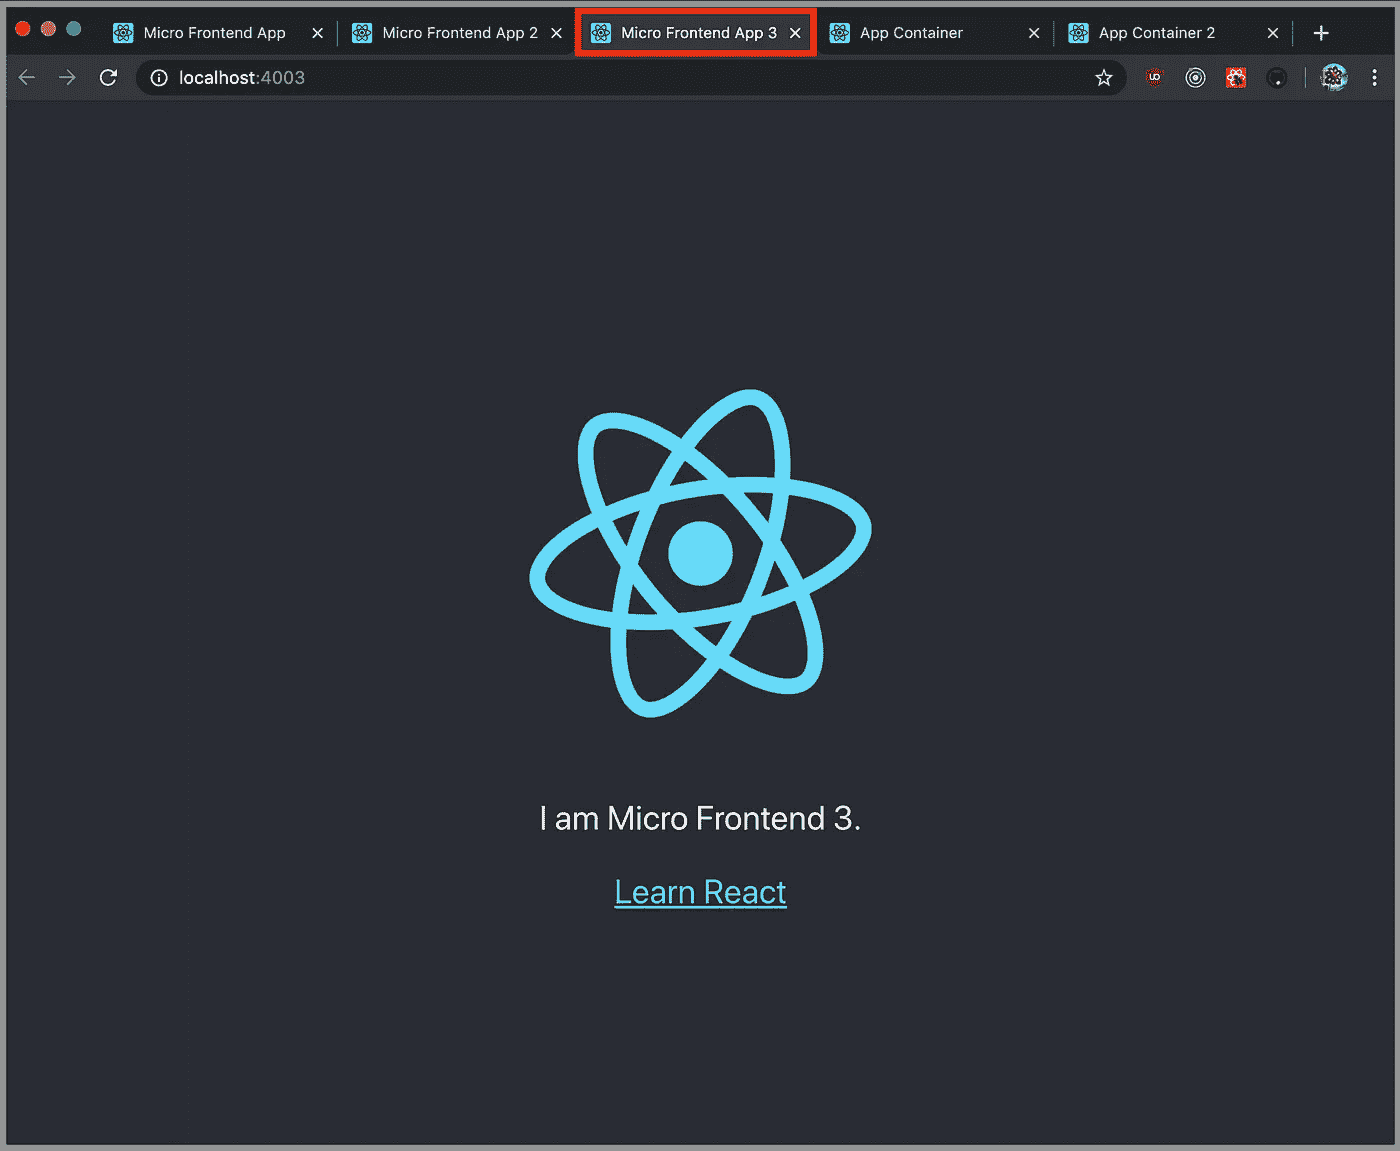 Micro Frontend App
Micro Frontend App 2
Micro Frontend App 3
App Container
App Container 2
localhost:4003
I am Micro Frontend 3.
Learn React